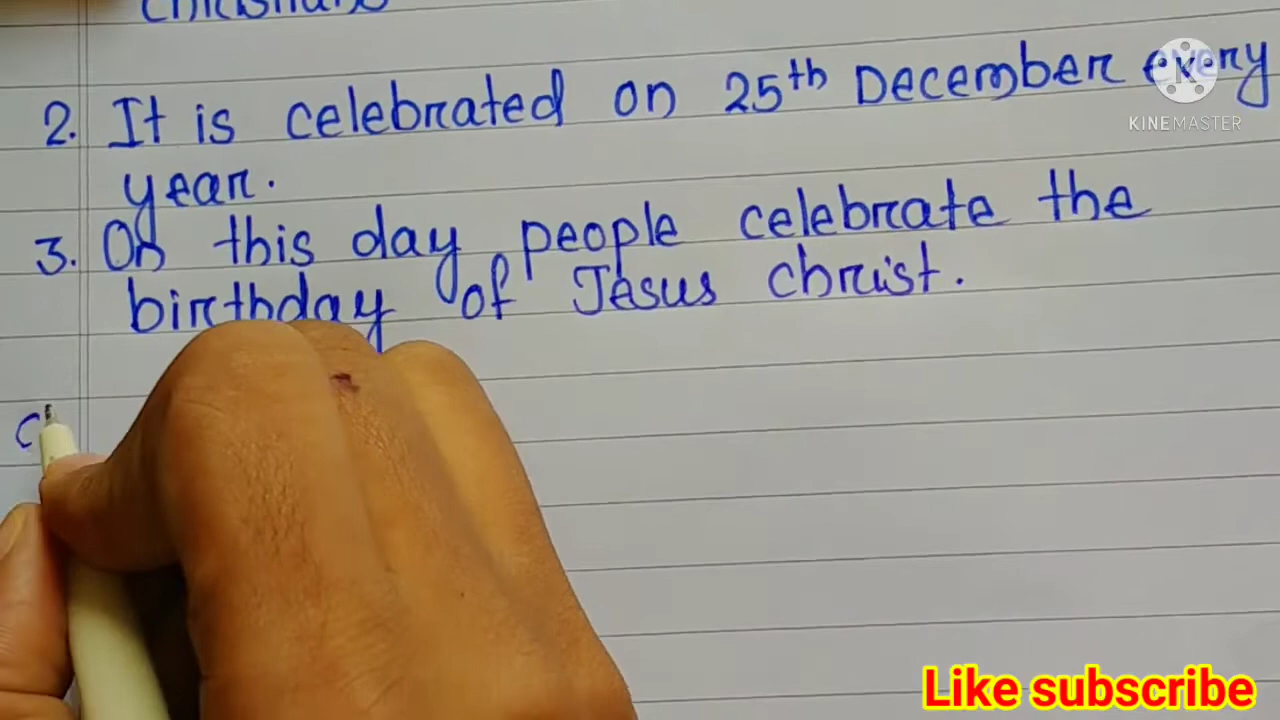 2. It is celebrated on 25th December every
year.
3. On this day people celebrate the
birthday of Jesus christ.
KINEMASTER
Like subscribe